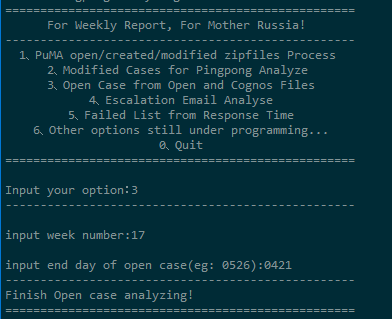 ===================================================
For Weekly Report, For Mother Russia!
---------------------------------------------------
1、PuMA open/created/modified zipfiles Process
2、Modified Cases for Pingpong Analyze
3、Open Case from Open and Cognos Files
4、Escalation Email Analyse
5、Failed List from Response Time
6、Other options still under programming...
0、Quit
===================================================
Input your option:3
---------------------------------------------------
input week number:17
input end day of open case(eg: 0526):0421
---------------------------------------------------
Finish Open case analyzing!
===================================================